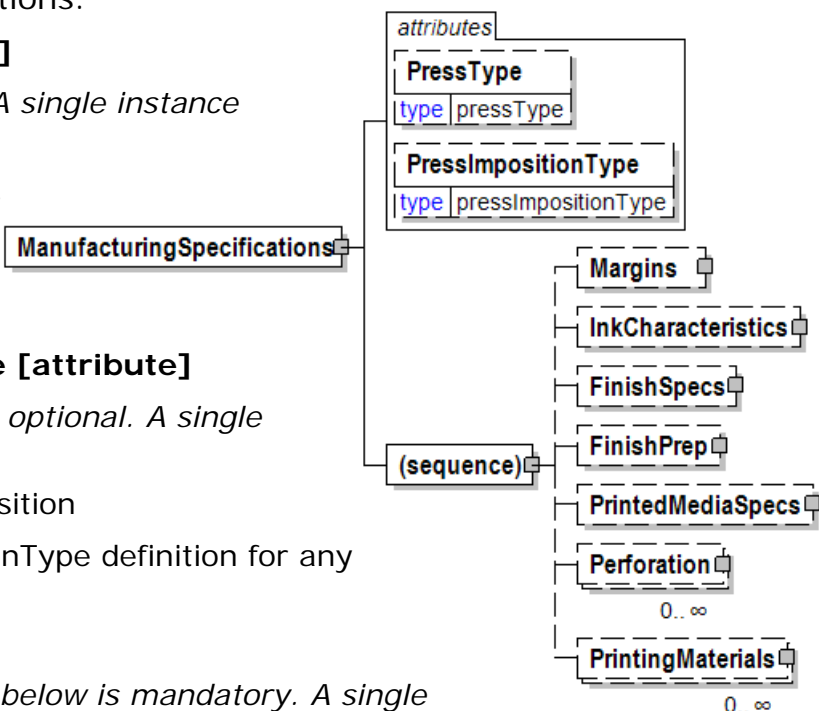 tions:
attributes
]
PressType
A single instance
type pressType
PressImpositionType
type pressImpositionType
ManufacturingSpecifications
Margins
InkCharacteristics
e [attribute]
FinishSpecs
optional. A single
FinishPrep
(sequence)
sition
PrintedMediaSpecs
nType definition for any
Perforation
0.. ∞
PrintingMaterials
below is mandatory. A single
0.. ∞